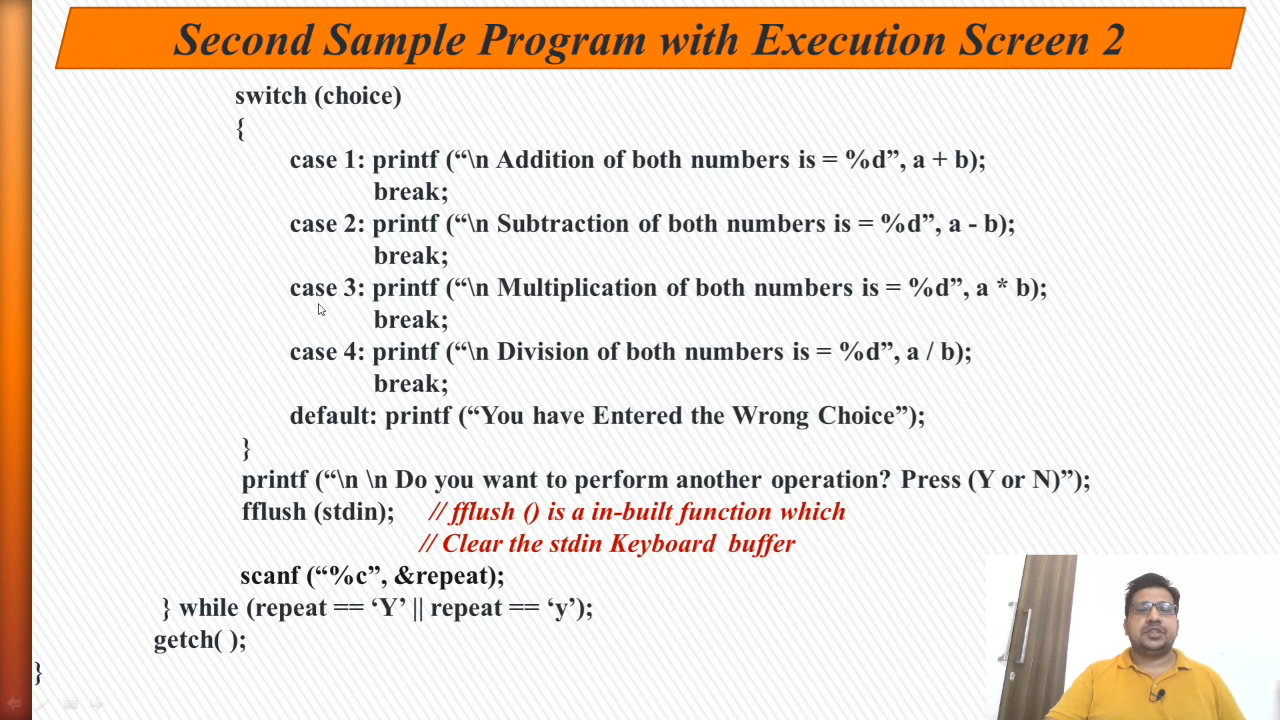 Second Sample Program with Execution Screen 2
switch (choice)
{
case 1: printf (“\n Addition of both numbers is = %d”, a + b);
break;
case 2: printf (“\n Subtraction of both numbers is = %d”, a - b);
break;
case 3: printf (“\n Multiplication of both numbers is = %d”, a * b);
break;
case 4: printf (“\n Division of both numbers is = %d”, a / b);
break;
default: printf (“You have Entered the Wrong Choice”);
}
printf (“\n \n Do you want to perform another operation? Press (Y or N)”);
fflush (stdin); // fflush () is a in-built function which
// Clear the stdin Keyboard buffer
scanf (“%c”, &repeat);
} while (repeat == ‘Y’ || repeat == ‘y’);
getch( );
}